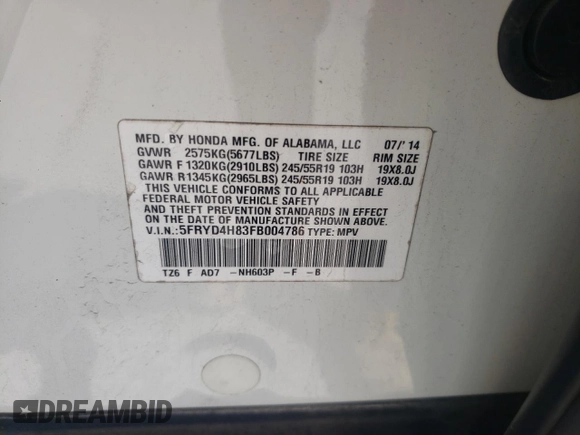 MFD. BY HONDA MFG. OF ALABAMA, LLC 07/'14
GVWR 2575KG(5677LBS) TIRE SIZE RIM SIZE
GAWR F 1320KG(2910LBS) 245/55R19 103H 19X8.0J
GAWR R1345KG(2965LBS) 245/55R19 103H 19X8.0J
THIS VEHICLE CONFORMS TO ALL APPLICABLE
FEDERAL MOTOR VEHICLE SAFETY
AND THEFT PREVENTION STANDARDS IN EFFECT
ON THE DATE OF MANUFACTURE SHOWN ABOVE.
V.I.N.:5FRYD4H83FB004786 TYPE: MPV
TZ6 F AD7 -NH603P -F -B
DREAMBID